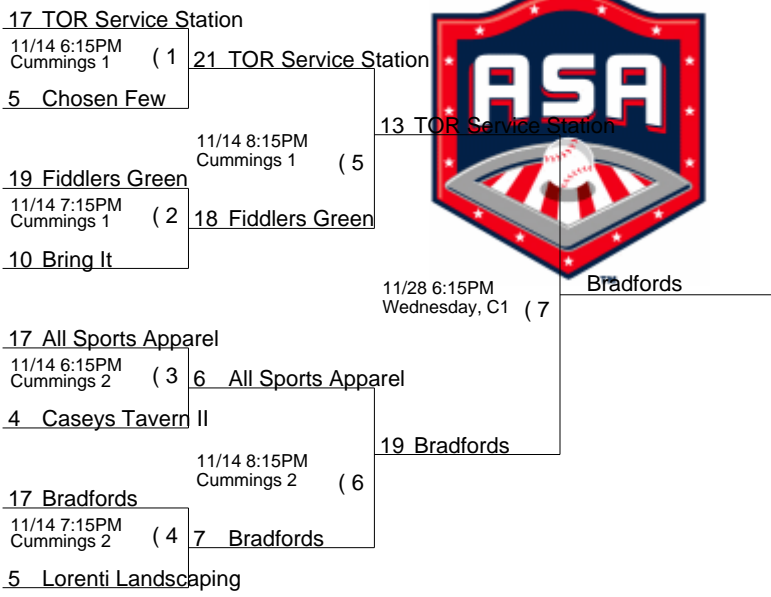 17 TOR Service Station
11/14 6:15PM
Cummings 1
( 1
21 TOR Service Station
5 Chosen Few
13 TOR Service Station
11/14 8:15PM
Cummings 1
( 5
19 Fiddlers Green
11/14 7:15PM
Cummings 1
( 2
18 Fiddlers Green
10 Bring It
ASA
TM
Bradfords
11/28 6:15PM
Wednesday, C1
( 7
17 All Sports Apparel
11/14 6:15PM
Cummings 2
( 3
6 All Sports Apparel
4 Caseys Tavern II
19 Bradfords
11/14 8:15PM
Cummings 2
( 6
17 Bradfords
11/14 7:15PM
Cummings 2
( 4
7 Bradfords
5 Lorenti Landscaping